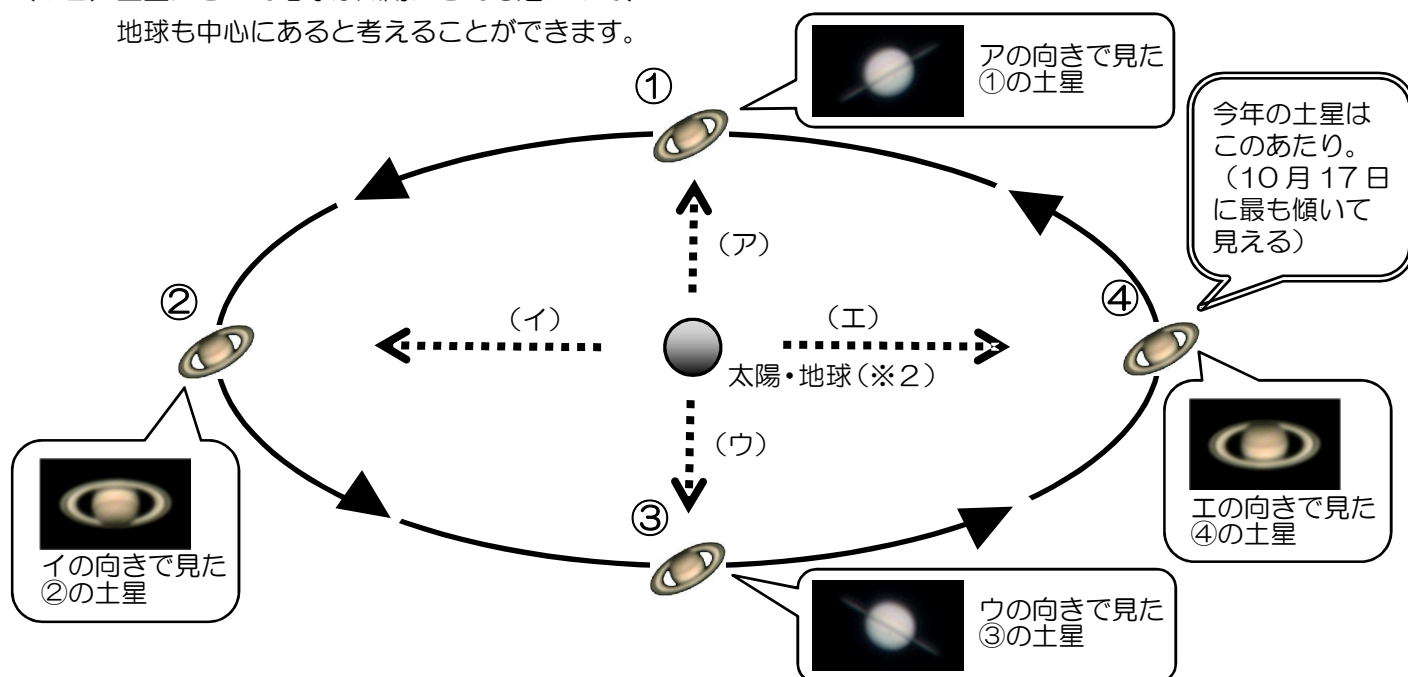 地球も中心にあると考えることができます。
①
アの向きで見た
①の土星
今年の土星は
このあたり。
（10月17日
に最も傾いて
見える）
（ア）
②
（イ）
（エ）
④
太陽・地球（※２）
（ウ）
③
イの向きで見た
②の土星
エの向きで見た
④の土星
ウの向きで見た
③の土星